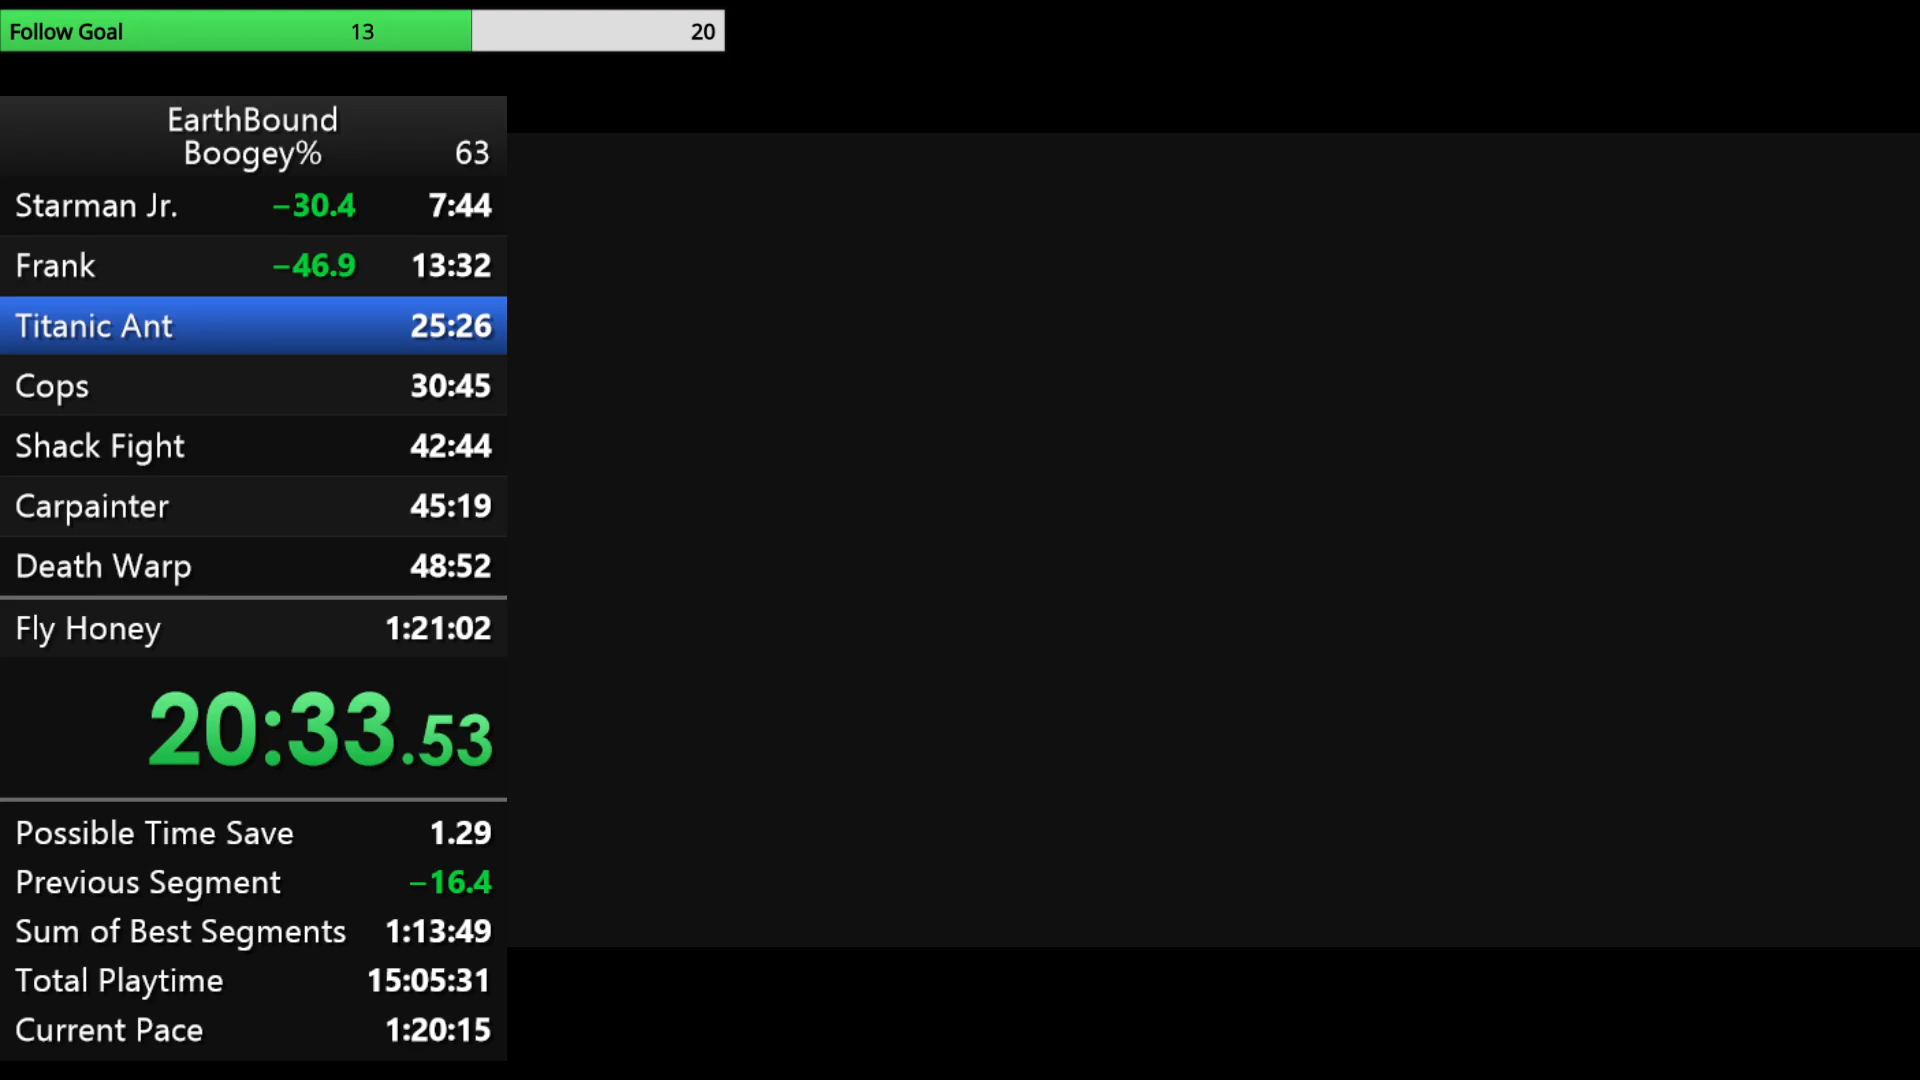 Follow Goal 13 20
EarthBound
Boogey% 63
Starman Jr. −30.4 7:44
Frank −46.9 13:32
Titanic Ant 25:26
Cops 30:45
Shack Fight 42:44
Carpainter 45:19
Death Warp 48:52
Fly Honey 1:21:02
20:33.53
Possible Time Save 1.29
Previous Segment −16.4
Sum of Best Segments 1:13:49
Total Playtime 15:05:31
Current Pace 1:20:15